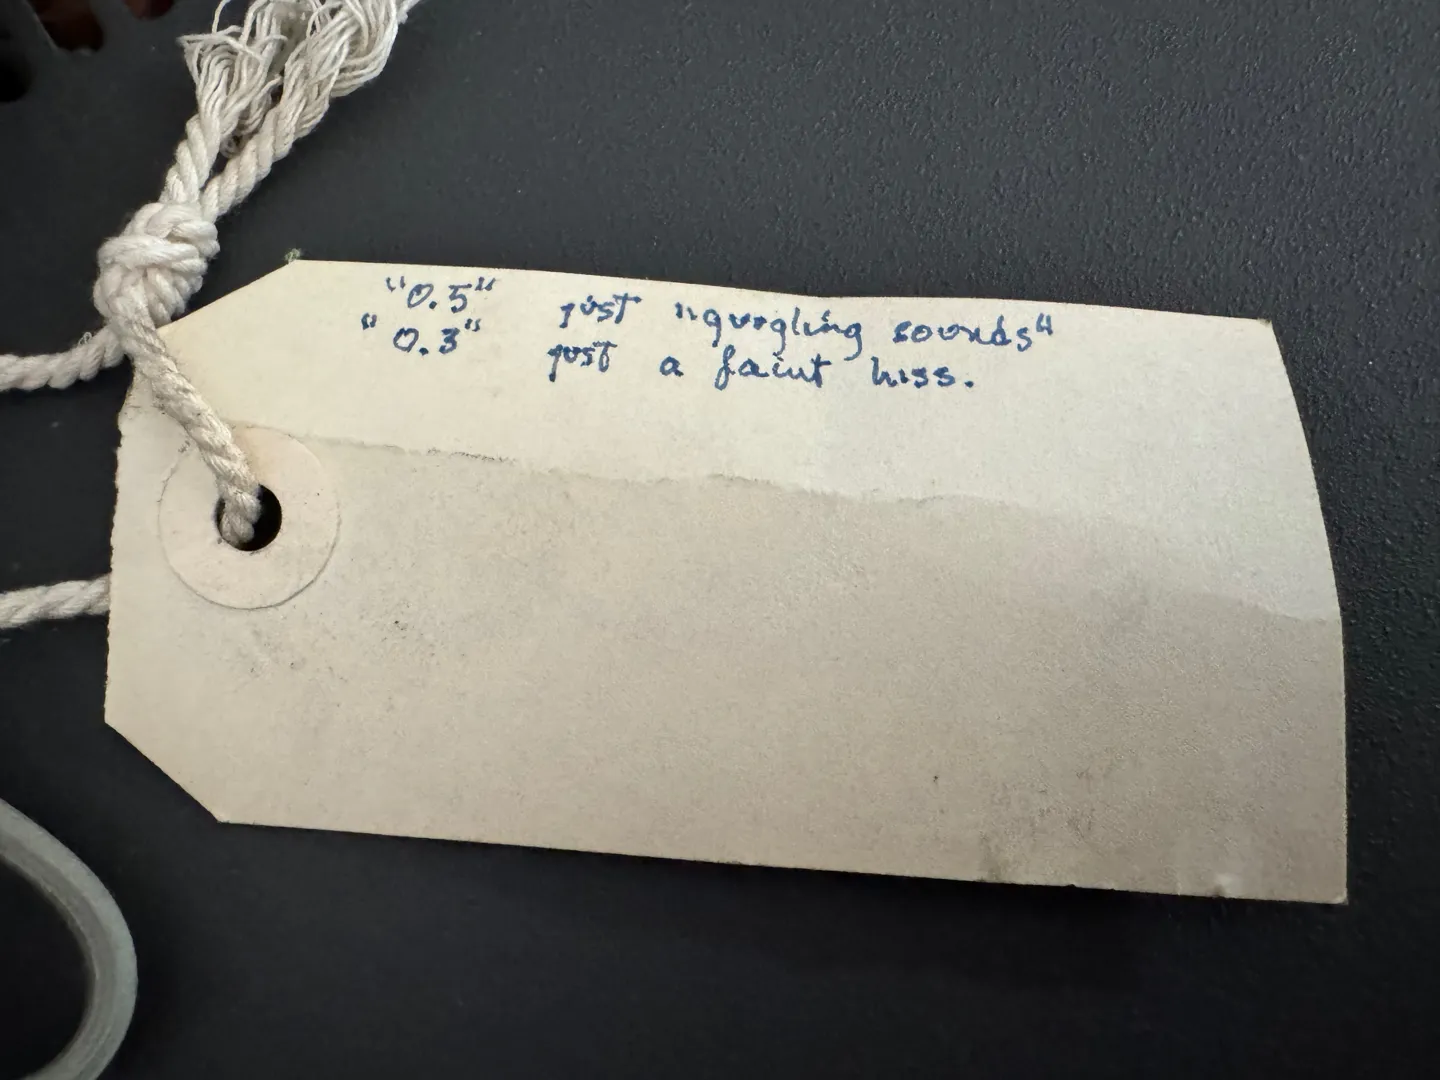 "0.5" just "gurgling sounds"
"0.3" just a faint hiss.